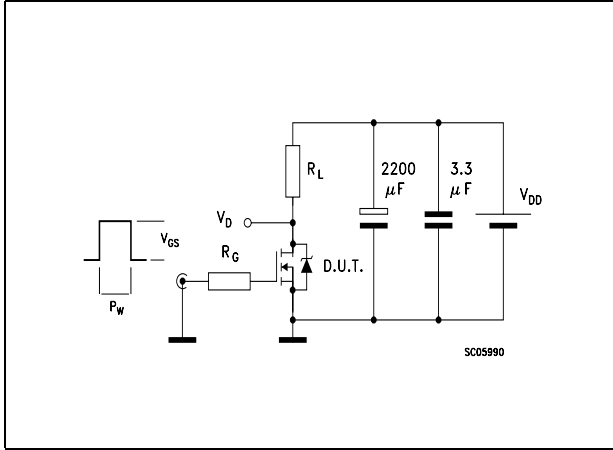 R_L
2200
μF
3.3
μF
V_DD
V_D
V_GS
R_G
D.U.T.
P_W
SC05990